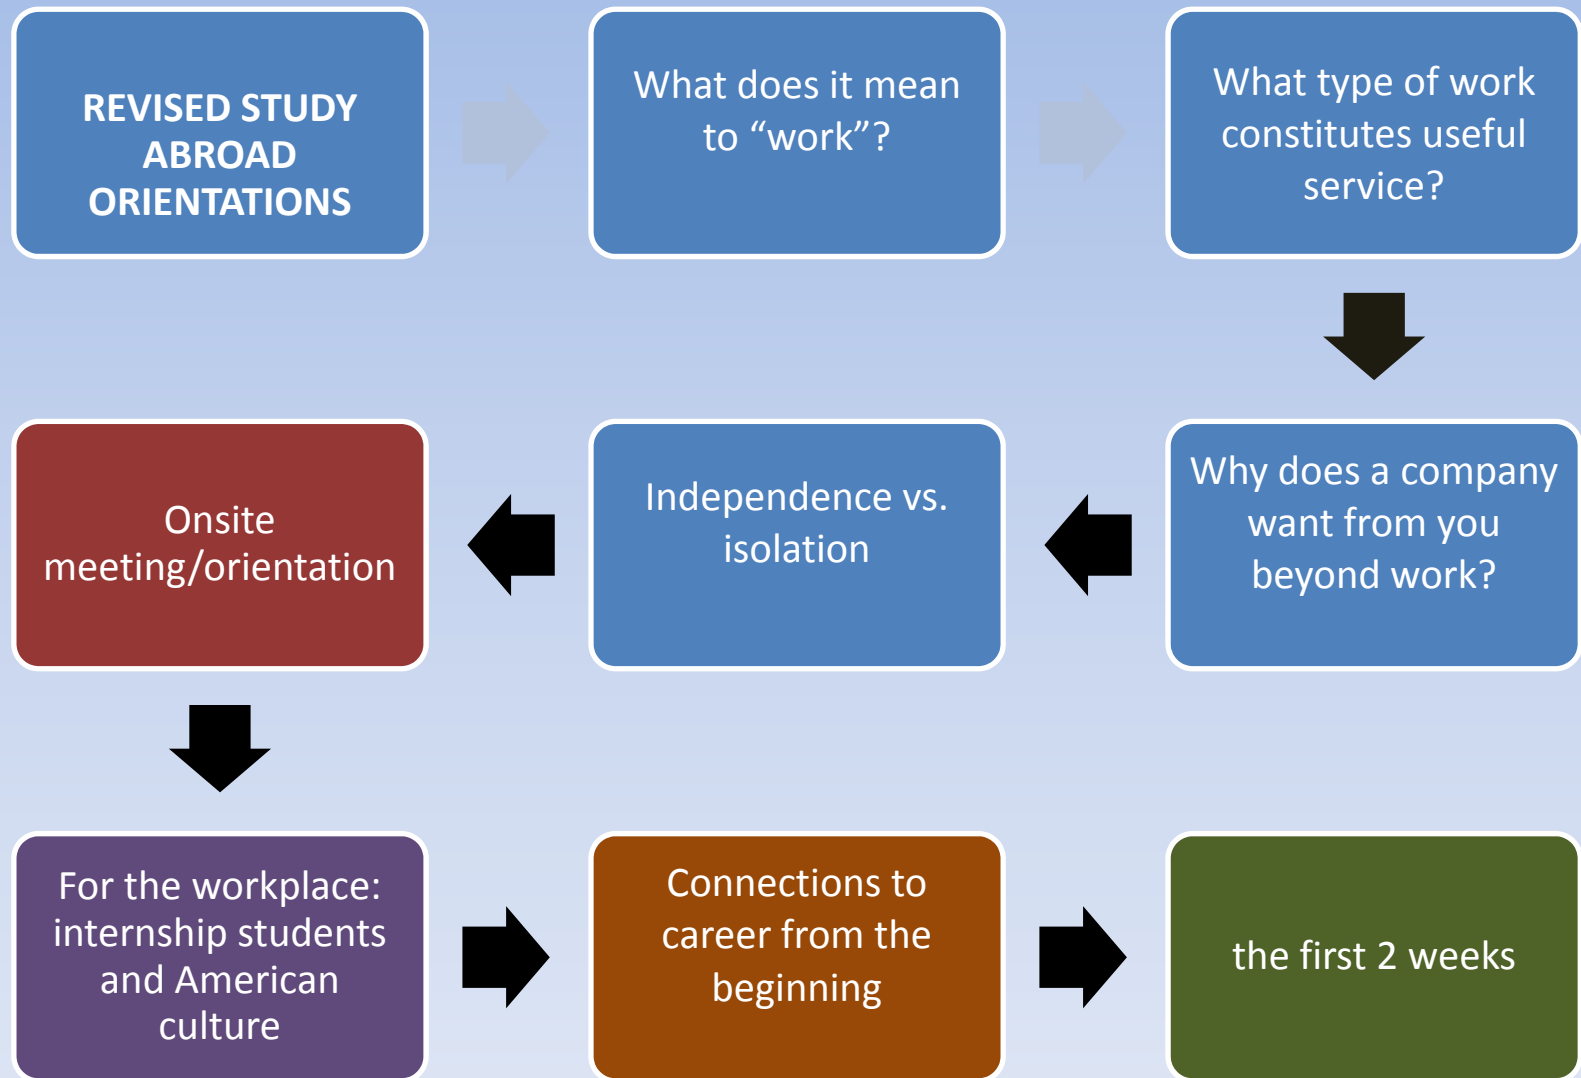 REVISED STUDY
ABROAD
ORIENTATIONS
What does it mean
to “work”?
What type of work
constitutes useful
service?
Why does a company
want from you
beyond work?
Independence vs.
isolation
Onsite
meeting/orientation
For the workplace:
internship students
and American
culture
Connections to
career from the
beginning
the first 2 weeks